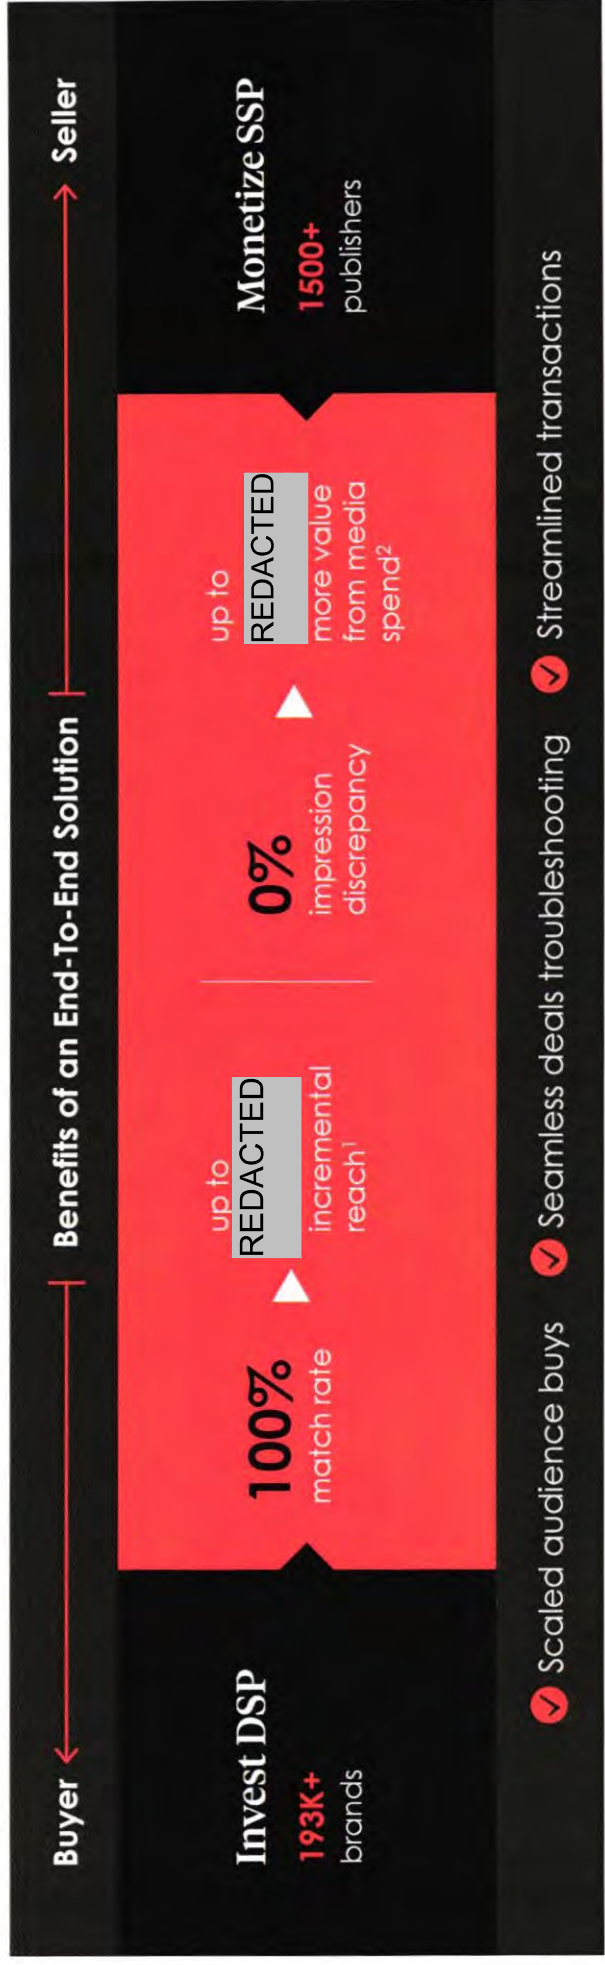 Buyer
Benefits of an End-To-End Solution
Seller
Invest DSP
193K+
brands
100%
match rate
up to
REDACTED
incremental
reach¹
0%
impression
discrepancy
up to
REDACTED
more value
from media
spend²
Monetize SSP
1500+
publishers
Scaled audience buys
Seamless deals troubleshooting
Streamlined transactions